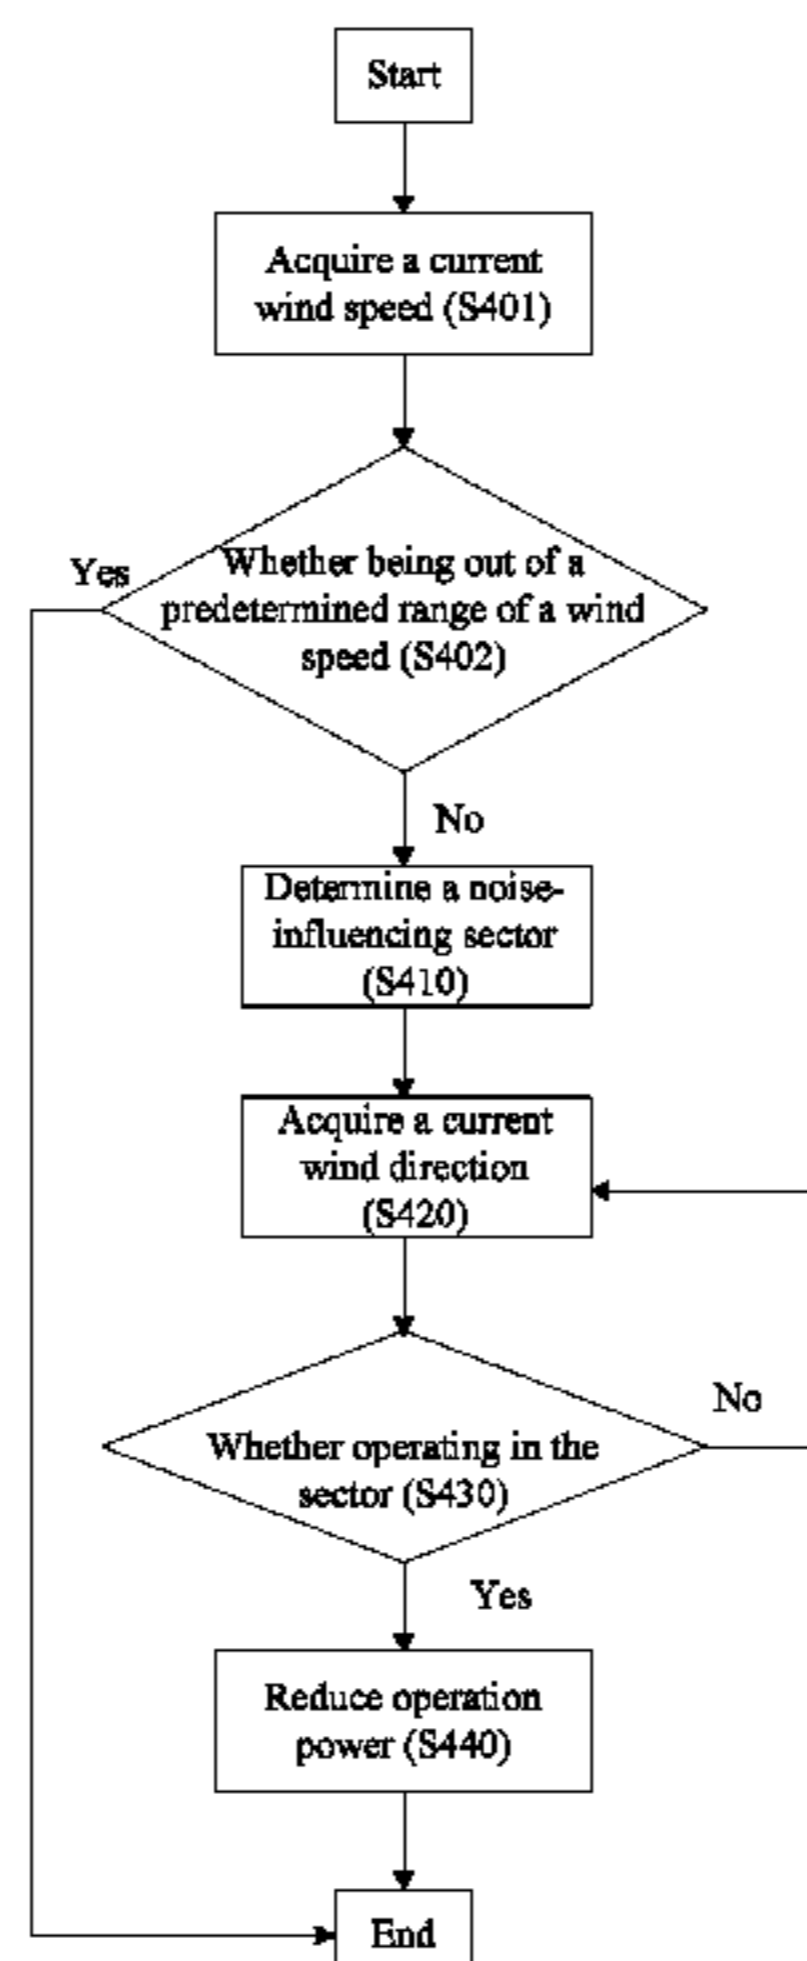 Start
Acquire a current
wind speed (S401)
Yes
Whether being out of a
predetermined range of a wind
speed (S402)
No
Determine a noise-
influencing sector
(S410)
Acquire a current
wind direction
(S420)
No
Whether operating in the
sector (S430)
Yes
Reduce operation
power (S440)
End